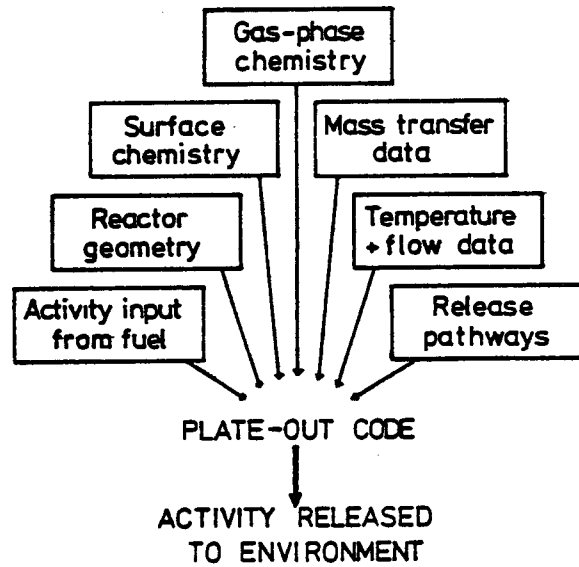 Gas-phase
chemistry
Surface
chemistry
Mass transfer
data
Reactor
geometry
Temperature
+ flow data
Activity input
from fuel
Release
pathways
PLATE-OUT CODE
ACTIVITY RELEASED
TO ENVIRONMENT